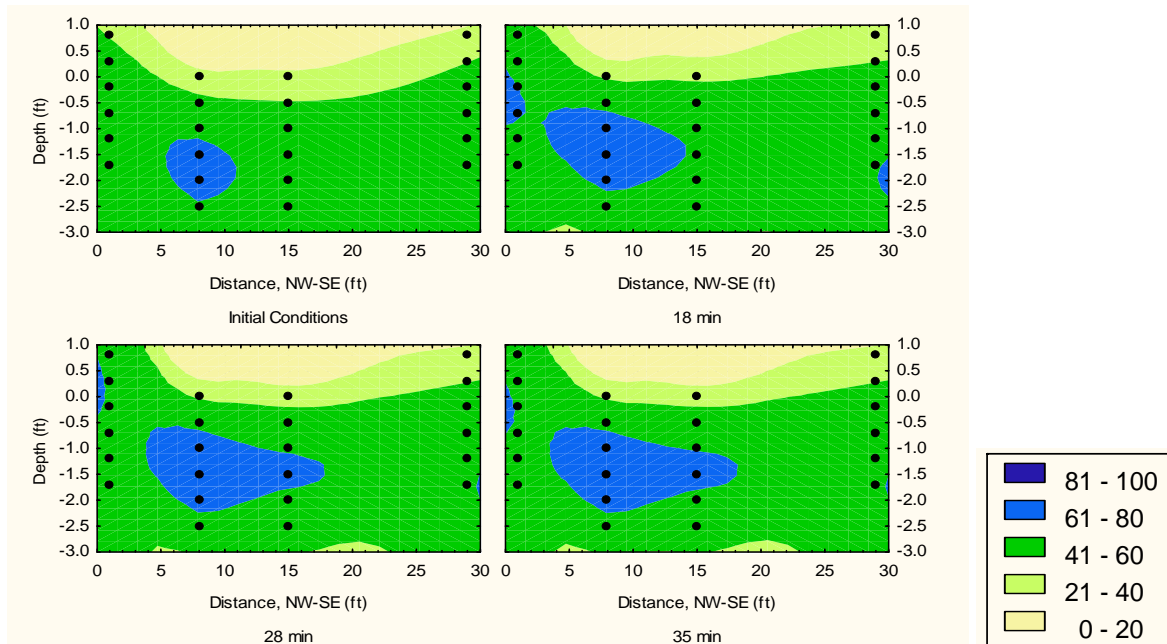 1.0 1.0
0.5 0.5
0.0 0.0
-0.5 -0.5
-1.0 -1.0
-1.5 -1.5
-2.0 -2.0
-2.5 -2.5
-3.0 -3.0
Depth (ft)
0 5 10 15 20 25 30 0 5 10 15 20 25 30
Distance, NW-SE (ft) Distance, NW-SE (ft)
Initial Conditions 18 min
1.0 1.0
0.5 0.5
0.0 0.0
-0.5 -0.5
-1.0 -1.0
-1.5 -1.5
-2.0 -2.0
-2.5 -2.5
-3.0 -3.0
Depth (ft)
0 5 10 15 20 25 30 0 5 10 15 20 25 30
Distance, NW-SE (ft) Distance, NW-SE (ft)
28 min 35 min
81 - 100
61 - 80
41 - 60
21 - 40
0 - 20